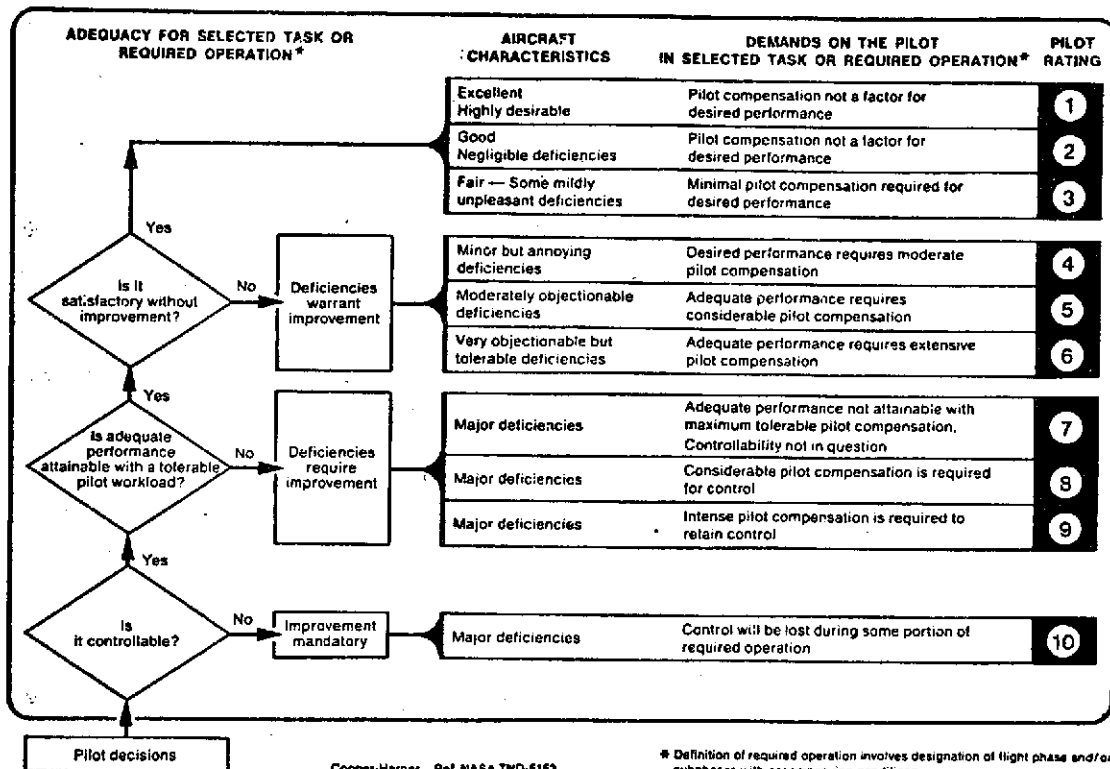 ADEQUACY FOR SELECTED TASK OR
REQUIRED OPERATION*
AIRCRAFT
CHARACTERISTICS
DEMANDS ON THE PILOT
IN SELECTED TASK OR REQUIRED OPERATION*
PILOT
RATING
Excellent
Highly desirable
Pilot compensation not a factor for
desired performance
1
Good
Negligible deficiencies
Pilot compensation not a factor for
desired performance
2
Fair — Some mildly
unpleasant deficiencies
Minimal pilot compensation required for
desired performance
3
Yes
Is it
satisfactory without
improvement?
No
Deficiencies
warrant
improvement
Minor but annoying
deficiencies
Desired performance requires moderate
pilot compensation
4
Moderately objectionable
deficiencies
Adequate performance requires
considerable pilot compensation
5
Very objectionable but
tolerable deficiencies
Adequate performance requires extensive
pilot compensation
6
Yes
Is adequate
performance
attainable with a tolerable
pilot workload?
No
Deficiencies
require
improvement
Major deficiencies
Adequate performance not attainable with
maximum tolerable pilot compensation.
Controllability not in question
7
Major deficiencies
Considerable pilot compensation is required
for control
8
Major deficiencies
Intense pilot compensation is required to
retain control
9
Yes
Is
it controllable?
No
Improvement
mandatory
Major deficiencies
Control will be lost during some portion of
required operation
10
Pilot decisions
Cooper-Harper Ref NASA TND-5153
* Definition of required operation involves designation of flight phase and/or